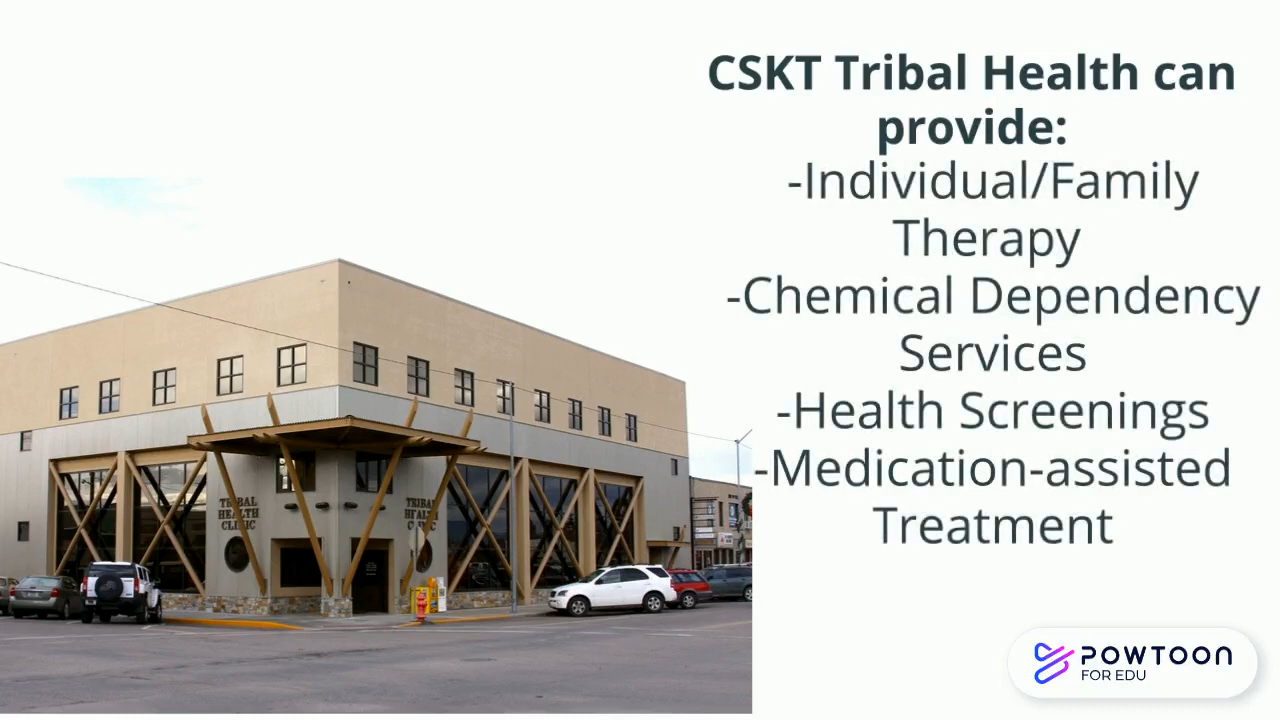 CSKT Tribal Health can
provide:
-Individual/Family
Therapy
-Chemical Dependency
Services
-Health Screenings
-Medication-assisted
Treatment
TRIBAL
HEALTH
CLINIC
TRIBAL
HEALTH
CLINIC
POWTOON
FOR EDU